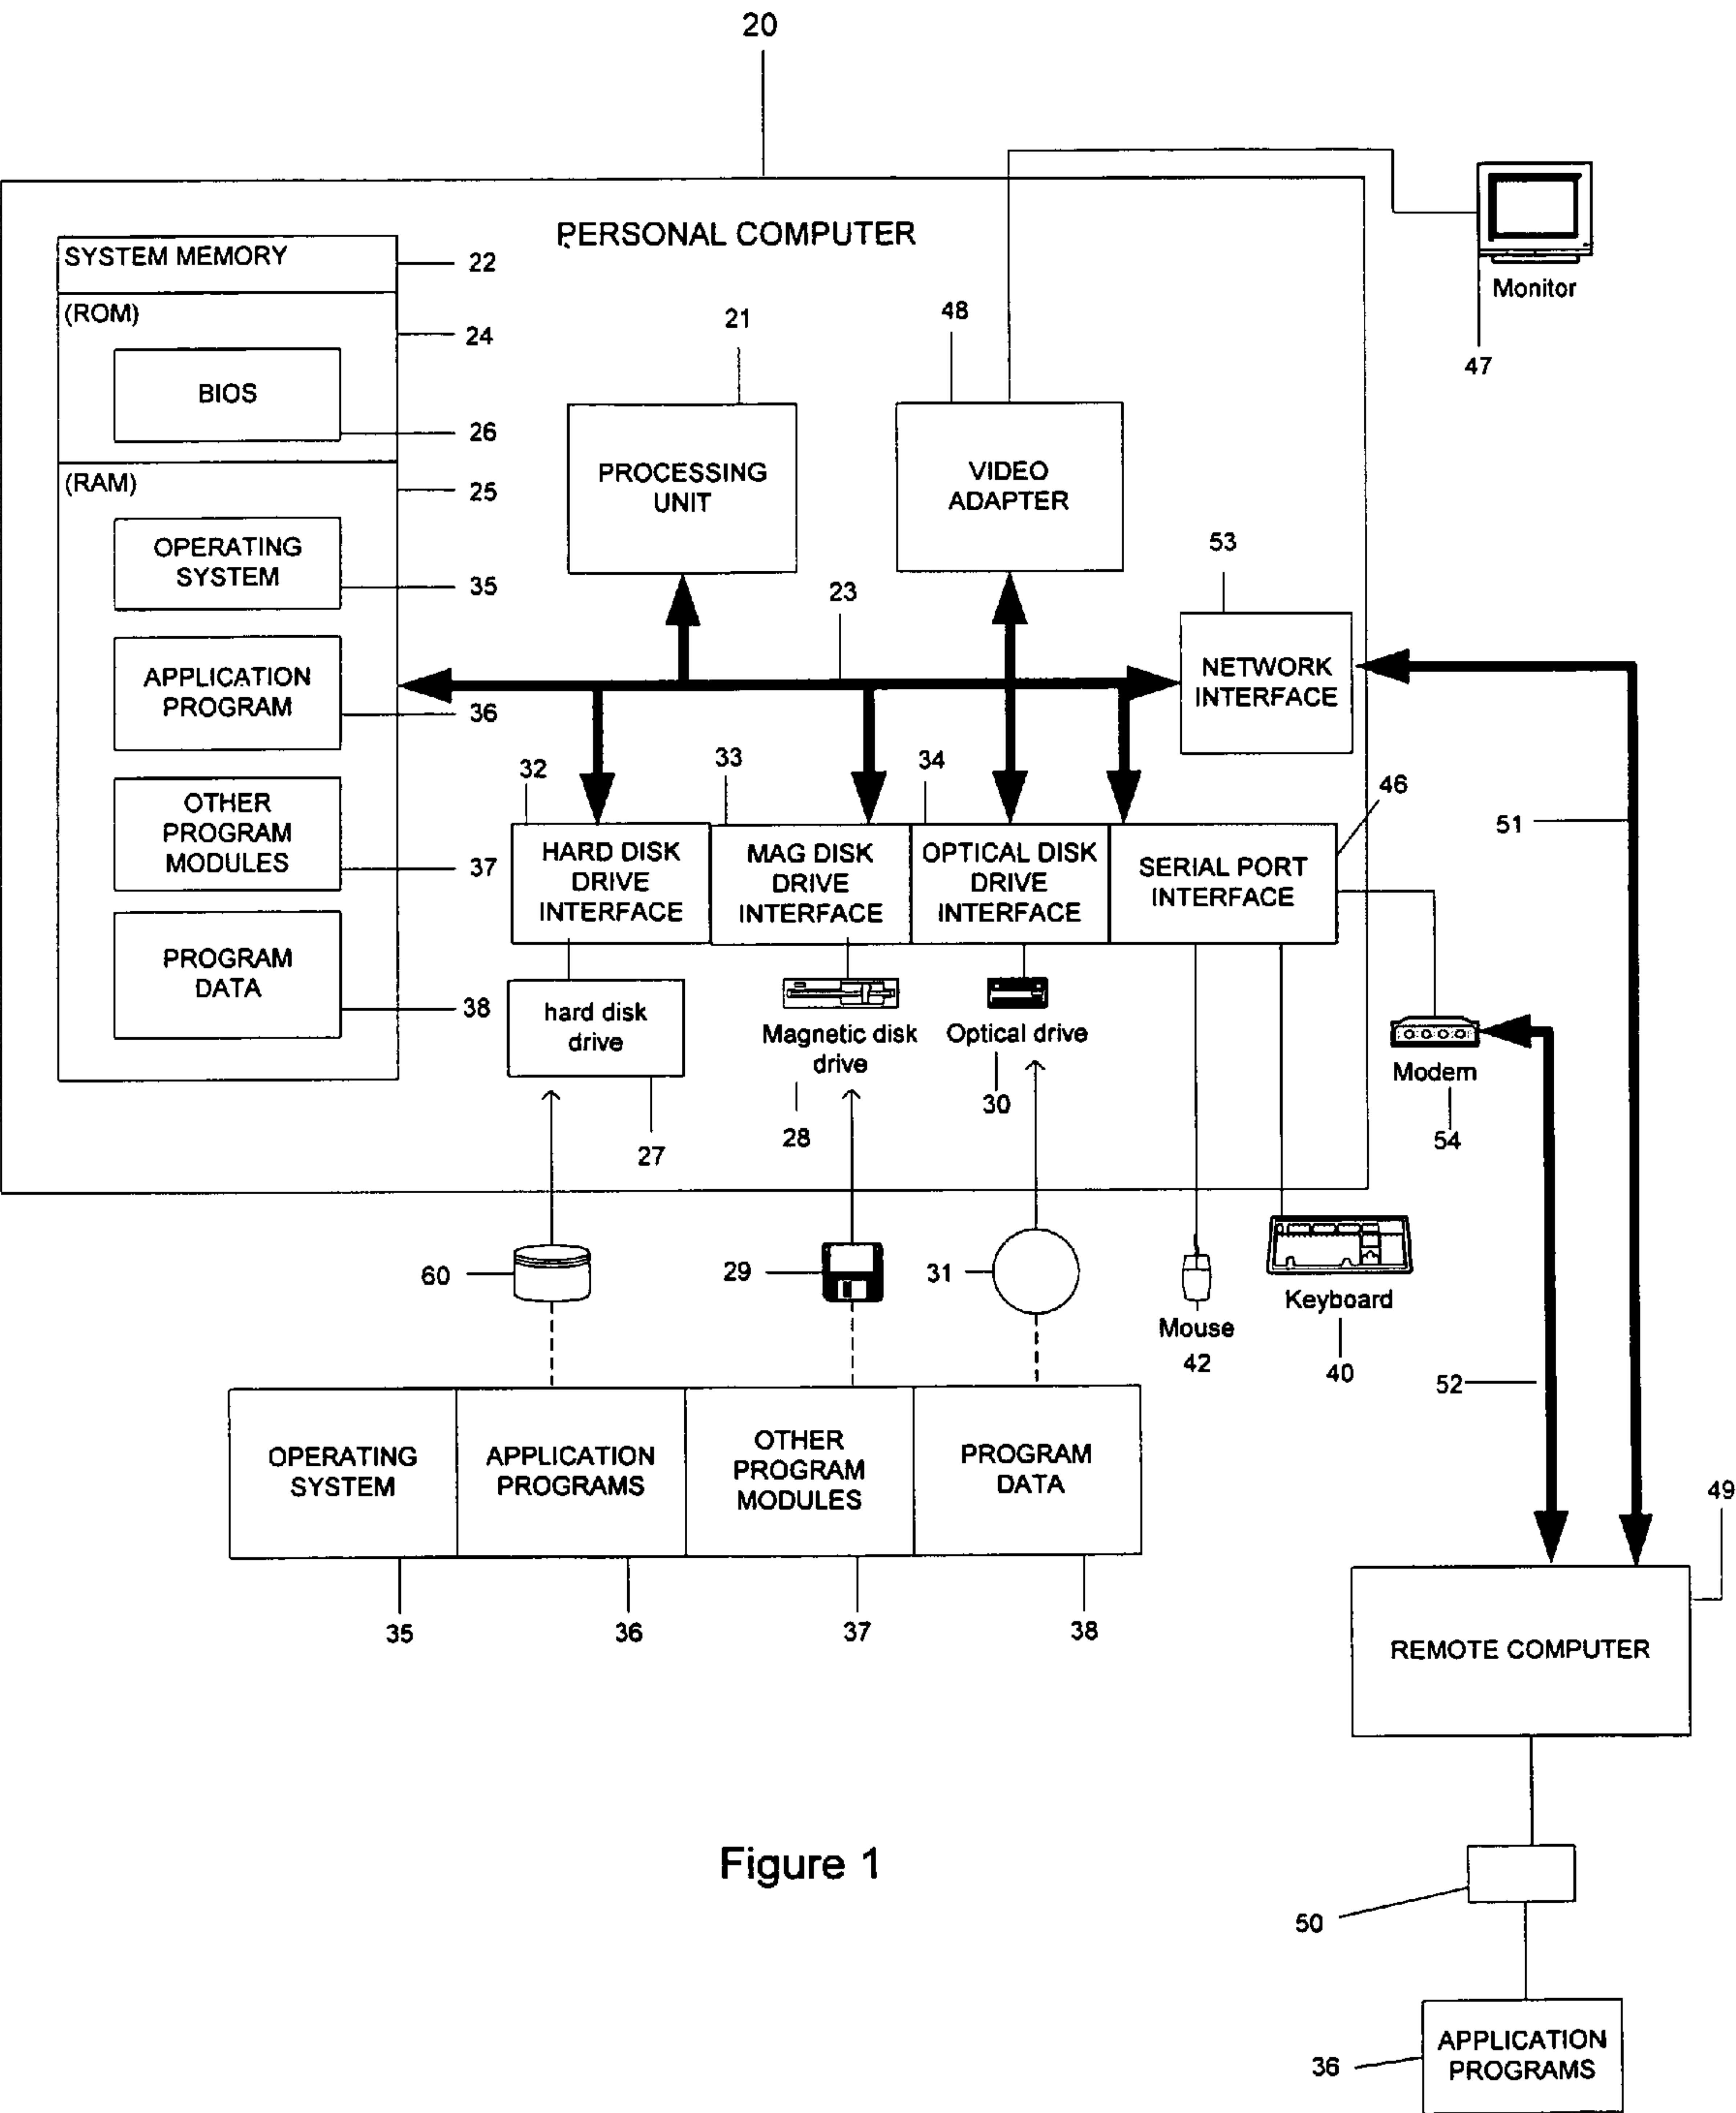 20
PERSONAL COMPUTER
SYSTEM MEMORY
22
(ROM)
24
BIOS
26
(RAM)
25
OPERATING
SYSTEM
35
APPLICATION
PROGRAM
36
OTHER
PROGRAM
MODULES
37
PROGRAM
DATA
38
21
PROCESSING
UNIT
48
VIDEO
ADAPTER
Monitor
47
23
53
NETWORK
INTERFACE
32
HARD DISK
DRIVE
INTERFACE
33
MAG DISK
DRIVE
INTERFACE
34
OPTICAL DISK
DRIVE
INTERFACE
46
SERIAL PORT
INTERFACE
51
hard disk
drive
27
Magnetic disk
drive
28
Optical drive
30
Modem
54
60
29
31
Mouse
42
Keyboard
40
52
OPERATING
SYSTEM
APPLICATION
PROGRAMS
OTHER
PROGRAM
MODULES
PROGRAM
DATA
35
36
37
38
49
REMOTE COMPUTER
Figure 1
50
36
APPLICATION
PROGRAMS